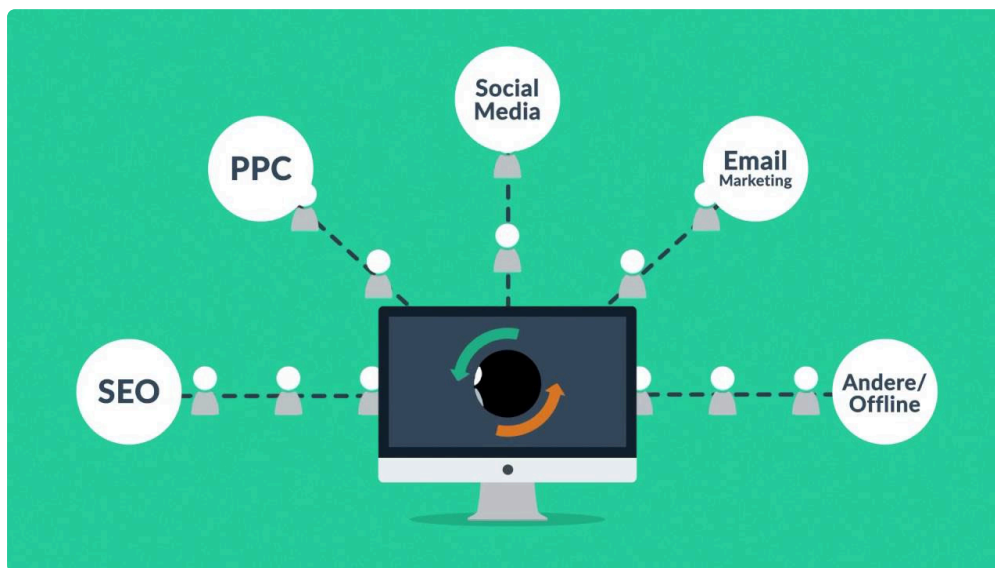 Social
Media
PPC
Email
Marketing
SEO
Andere/
Offline